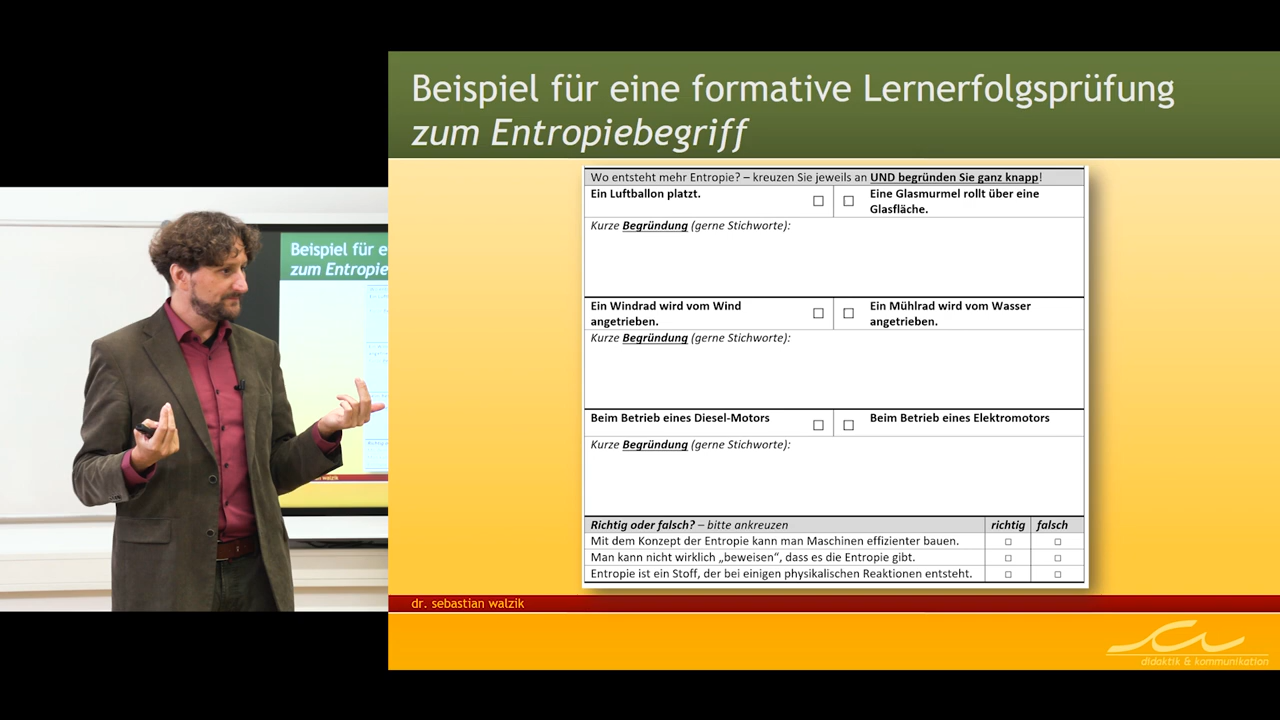 Beispiel für eine formative Lernerfolgsprüfung
zum Entropiebegriff
Wo entsteht mehr Entropie? – kreuzen Sie jeweils an UND begründen Sie ganz knapp!
Ein Luftballon platzt. ☐ ☐ Eine Glasmurmel rollt über eine
Glasfläche.
Kurze Begründung (gerne Stichworte):
Ein Windrad wird vom Wind
angetrieben. ☐ ☐ Ein Mühlrad wird vom Wasser
angetrieben.
Kurze Begründung (gerne Stichworte):
Beim Betrieb eines Diesel-Motors ☐ ☐ Beim Betrieb eines Elektromotors
Kurze Begründung (gerne Stichworte):
Richtig oder falsch? – bitte ankreuzen richtig falsch
Mit dem Konzept der Entropie kann man Maschinen effizienter bauen. ☐ ☐
Man kann nicht wirklich „beweisen“, dass es die Entropie gibt. ☐ ☐
Entropie ist ein Stoff, der bei einigen physikalischen Reaktionen entsteht. ☐ ☐
dr. sebastian walzik
didaktik & kommunikation
Beispiel für e
zum Entropie